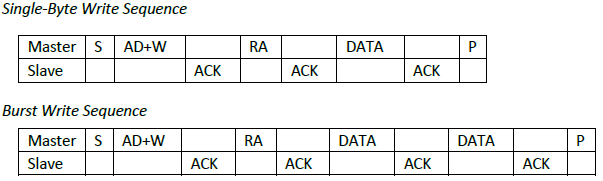 Single-Byte Write Sequence
Master S AD+W RA DATA P
Slave ACK ACK ACK
Burst Write Sequence
Master S AD+W RA DATA DATA P
Slave ACK ACK ACK ACK